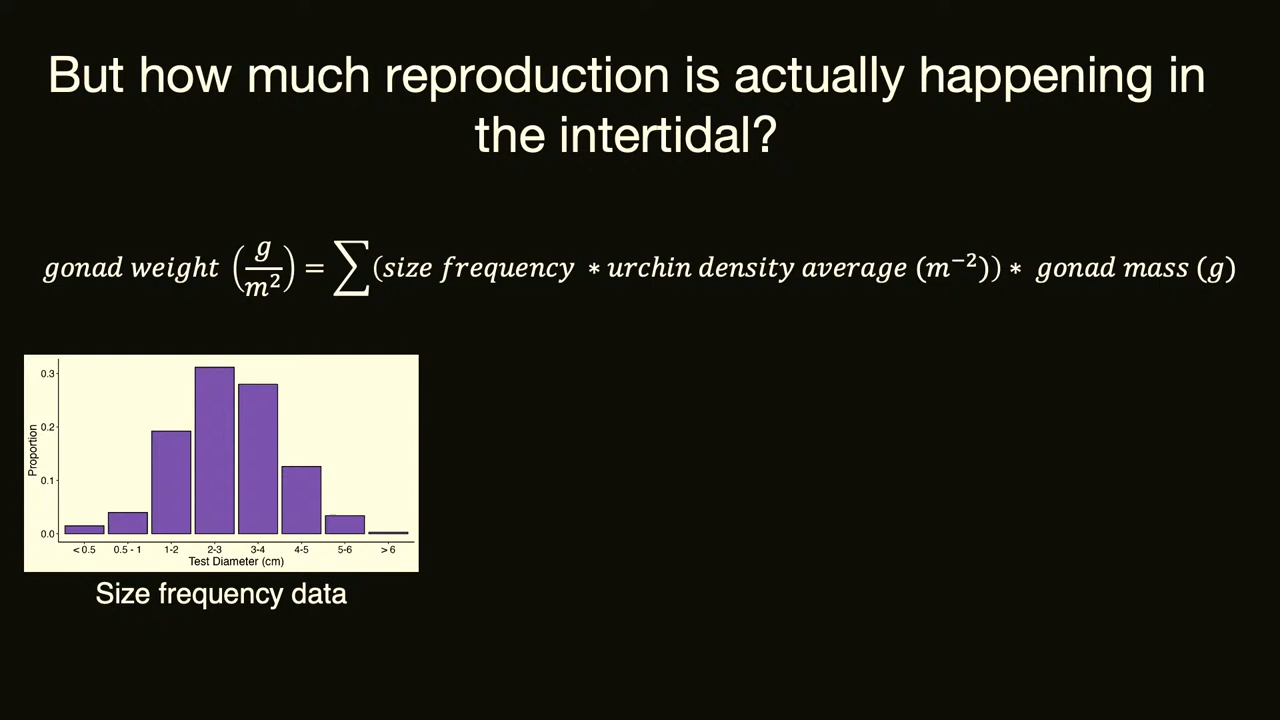 But how much reproduction is actually happening in
the intertidal?
gonad weight (g/m²) = ∑(size frequency * urchin density average (m⁻²)) * gonad mass (g)
0.3
0.2
0.1
0.0
Proportion
< 0.5 0.5 - 1 1-2 2-3 3-4 4-5 5-6 > 6
Test Diameter (cm)
Size frequency data